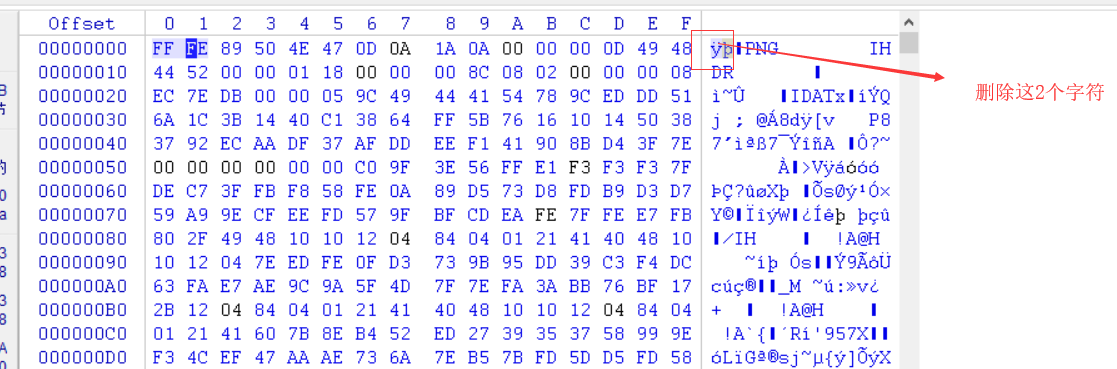 Offset 0 1 2 3 4 5 6 7 8 9 A B C D E F
00000000 FF FE 89 50 4E 47 0D 0A 1A 0A 00 00 00 0D 49 48 ÿþ PNG IH
00000010 44 52 00 00 01 18 00 00 00 8C 08 02 00 00 00 08 DR
00000020 EC 7E DB 00 00 05 9C 49 44 41 54 78 9C ED DD 51 ì~Û IDATx íÝQ
00000030 6A 1C 3B 14 40 C1 38 64 FF 5B 76 16 10 14 50 38 j ; @Á8dÿ[v P8
00000040 37 92 EC AA DF 37 AF DD EE F1 41 90 8B D4 3F 7E 7’ìªß7¯ÝîñA Ô?~
00000050 00 00 00 00 00 C0 9F 3E 56 FF E1 F3 F3 F3 7F À >Vÿáóóó
00000060 DE C7 3F FB F8 58 FE 0A 89 D5 73 D8 FD B9 D3 D7 ÞÇ?ûøXþ ÕsØý¹Ó×
00000070 59 A9 9E CF EE FD 57 9F BF CD EA FE 7F FE E7 FB Y© ÏîýW ¿Íêþ þçû
00000080 80 2F 49 48 10 10 12 04 84 04 01 21 41 40 48 10 /IH !A@H
00000090 10 12 04 7E ED FE 0F D3 73 9B 95 DD 39 C3 F4 DC ~íþ Ós Ý9ÃôÜ
000000A0 63 FA E7 AE 9C 9A 5F 4D 7F 7E FA 3A BB 76 BF 17 cúç® _M ~ú:»v¿
000000B0 2B 12 04 84 04 01 21 41 40 48 10 10 12 04 84 04 + !A@H
000000C0 01 21 41 60 7B 8E B4 52 ED 27 39 35 37 58 99 9E !A`{ ´Rí'957X
000000D0 F3 4C EF 47 AA AE 73 6A 7E B5 7B FD 5D D5 FD 58 óLïGª®sj~µ{ý]ÕýX
删除这2个字符